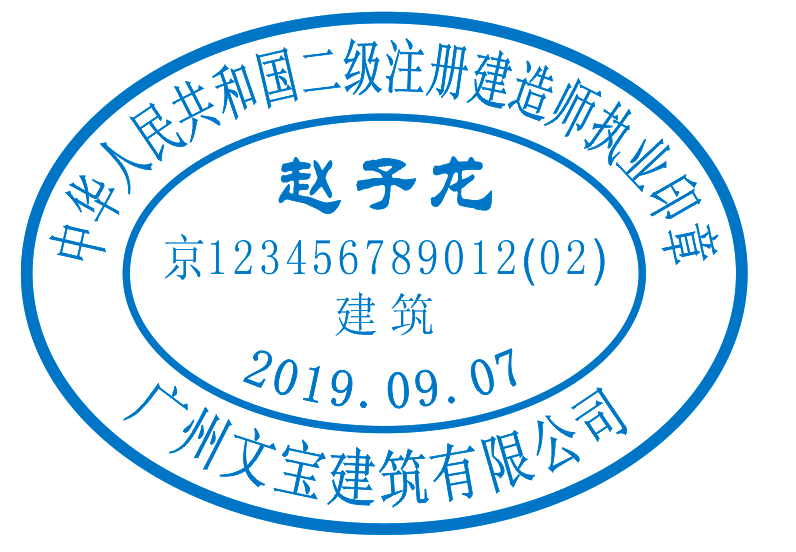 中华人民共和国二级注册建造师执业印章
赵子龙
京123456789012(02)
建筑
2019.09.07
广州文宝建筑有限公司